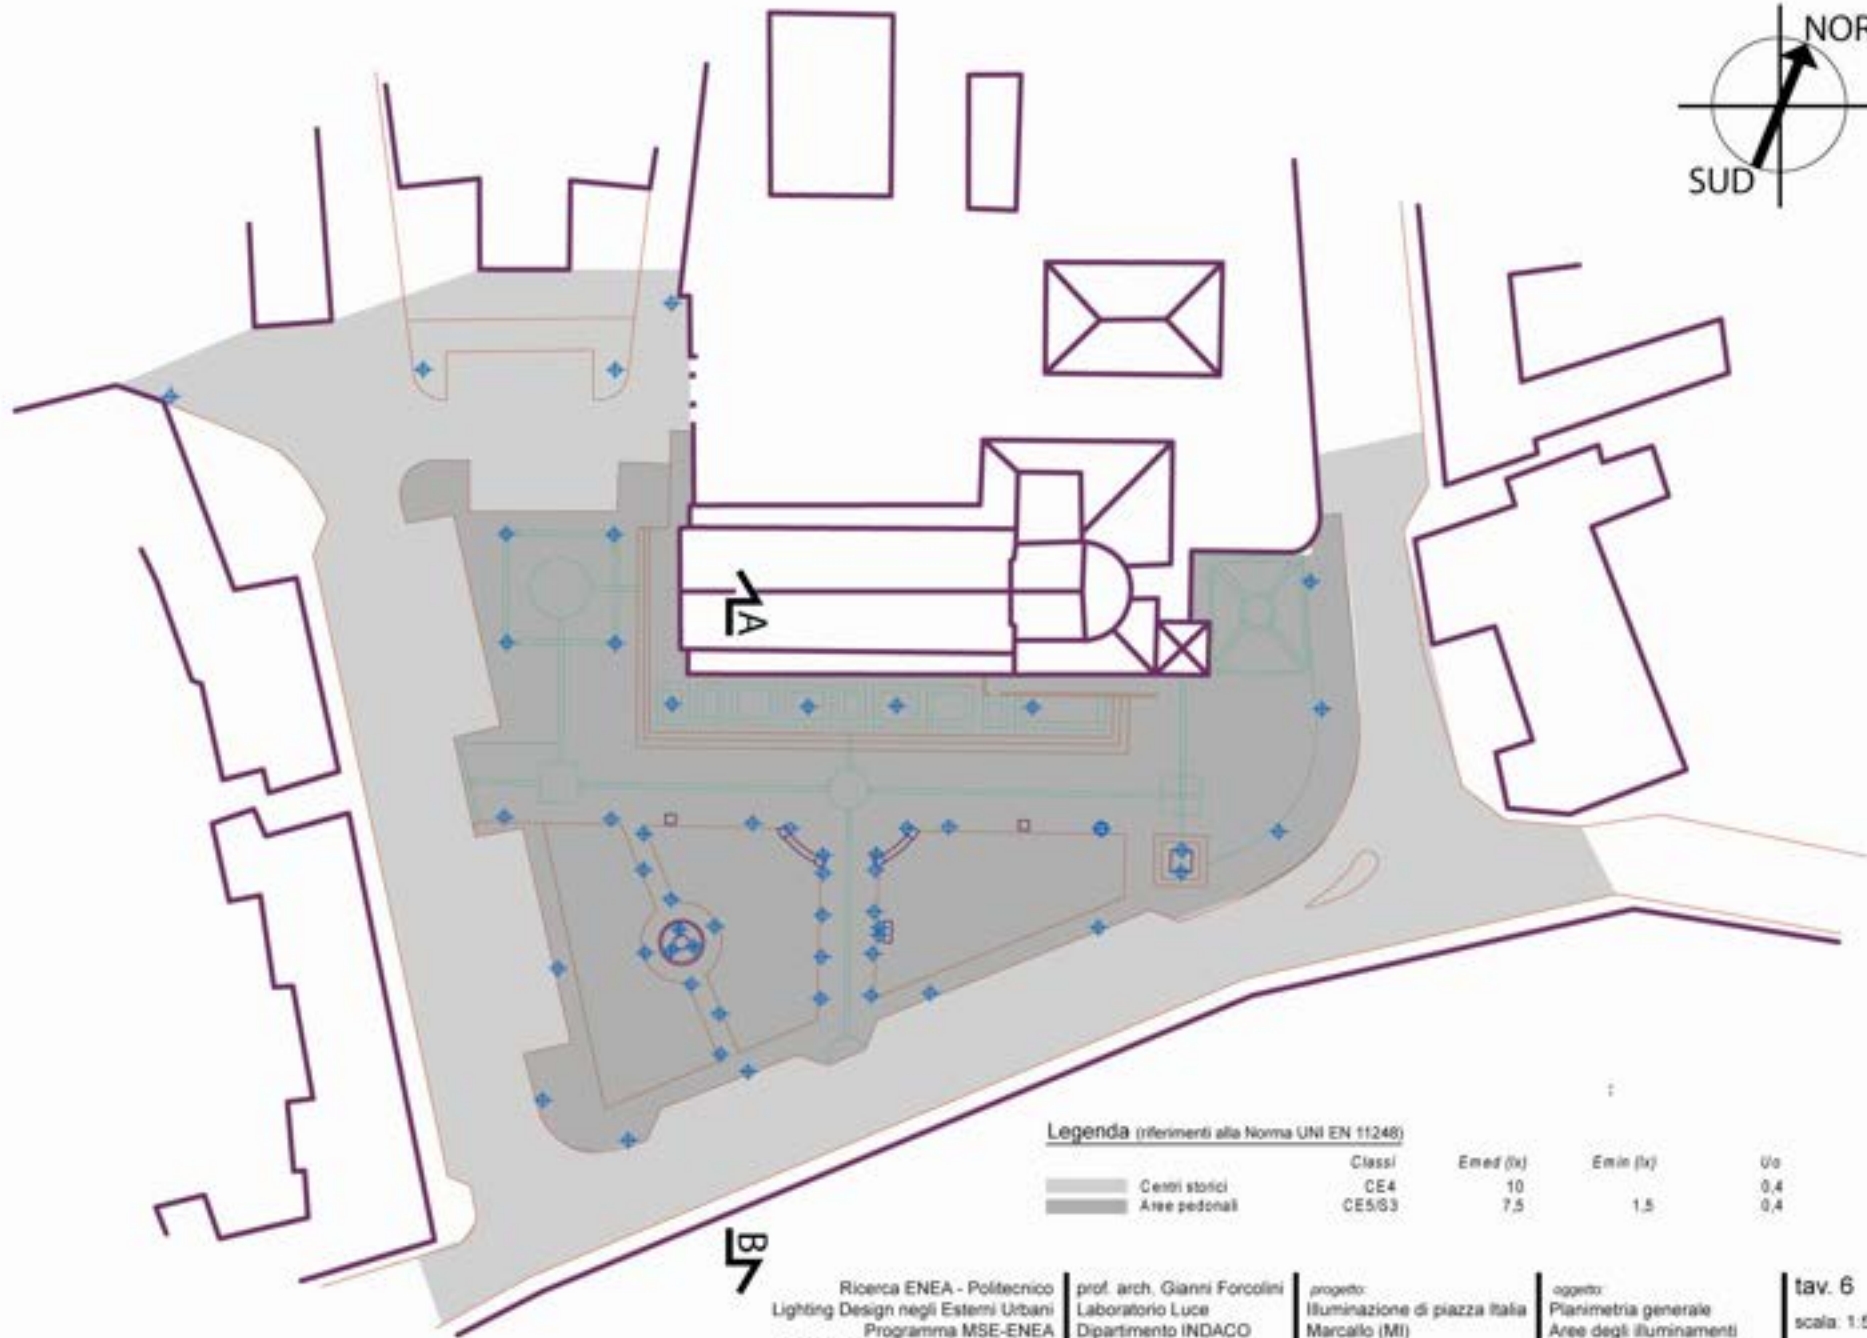 NOR
SUD
A
B
Legenda (riferimenti alla Norma UNI EN 11248)
Classi Emed (lx) Emin (lx) Uo
Centri storici CE4 10 0,4
Aree pedonali CE5/S3 7,5 1,5 0,4
Ricerca ENEA - Politecnico
Lighting Design negli Esterni Urbani
Programma MSE-ENEA
prof. arch. Gianni Forcolini
Laboratorio Luce
Dipartimento INDACO
progetto:
Illuminazione di piazza Italia
Marcallo (MI)
oggetto:
Planimetria generale
Aree degli illuminamenti
tav. 6
scala: 1:5